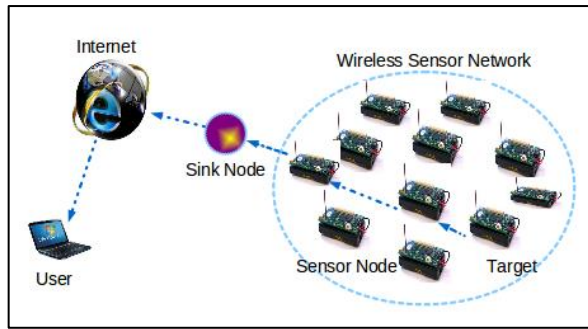 Internet
Wireless Sensor Network
Sink Node
User
Sensor Node
Target